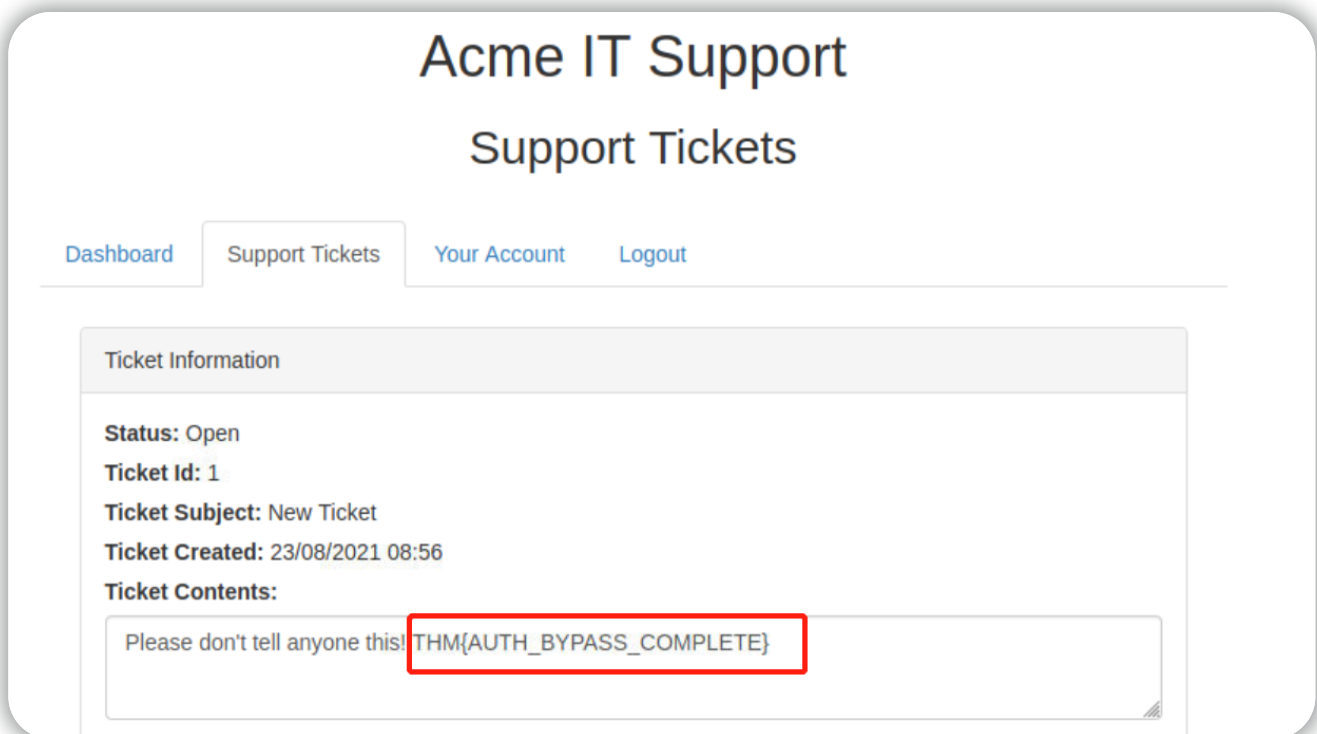 Acme IT Support
Support Tickets
Dashboard Support Tickets Your Account Logout
Ticket Information
Status: Open
Ticket Id: 1
Ticket Subject: New Ticket
Ticket Created: 23/08/2021 08:56
Ticket Contents:
Please don't tell anyone this! THM{AUTH_BYPASS_COMPLETE}